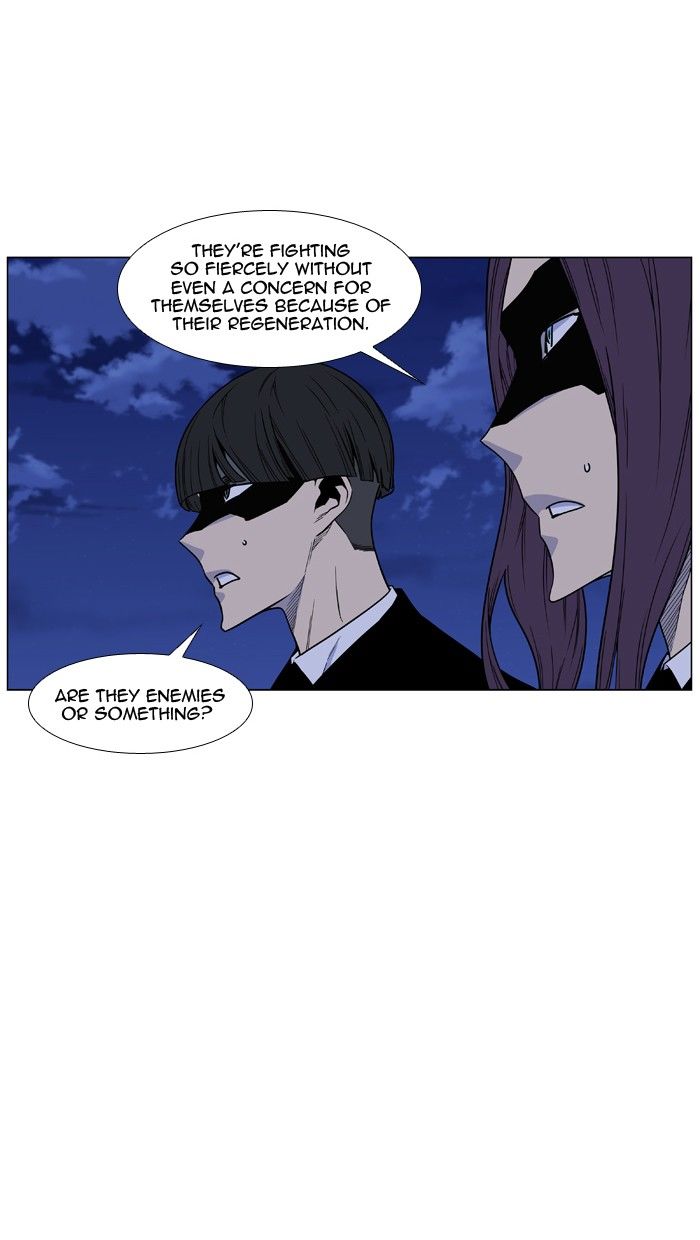 THEY'RE FIGHTING
SO FIERCELY WITHOUT
EVEN A CONCERN FOR
THEMSELVES BECAUSE OF
THEIR REGENERATION.
ARE THEY ENEMIES
OR SOMETHING?